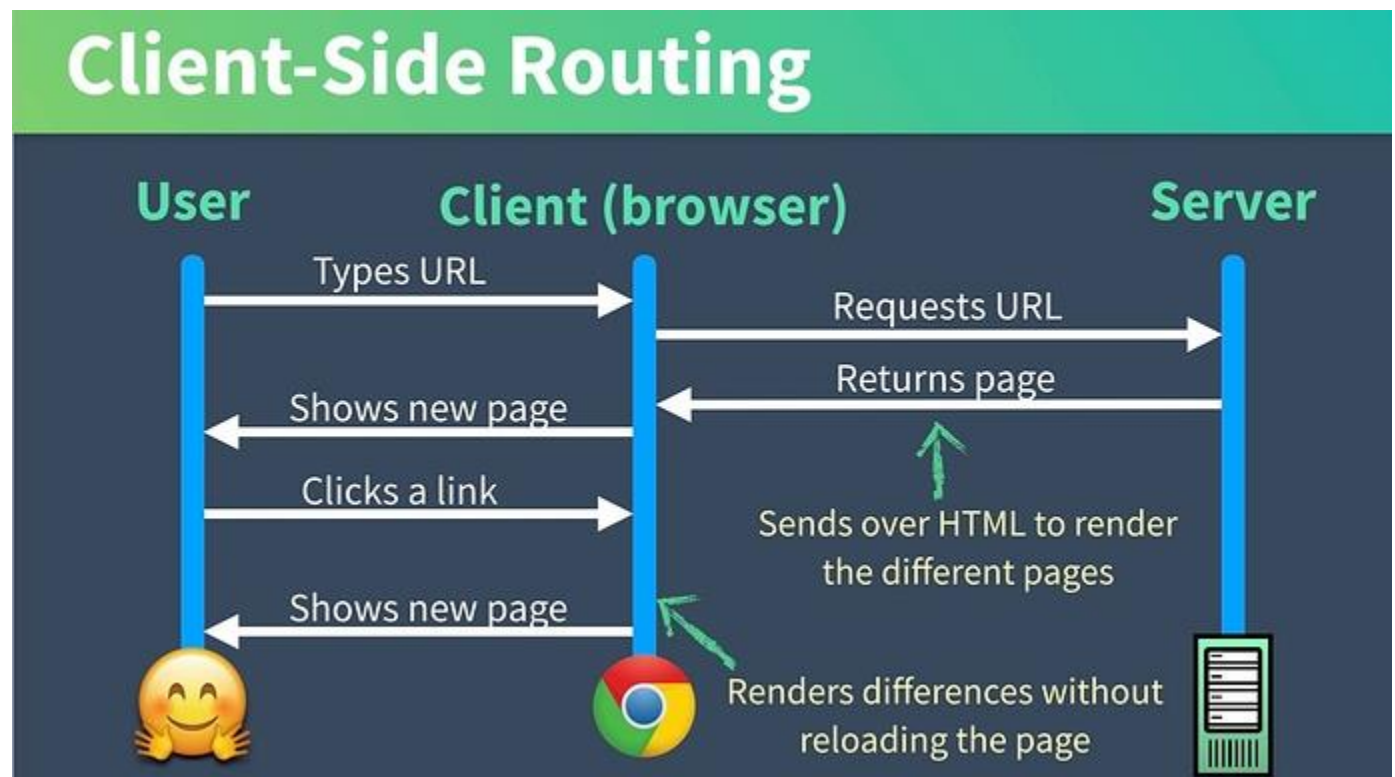 Client-Side Routing
User
Client (browser)
Server
Types URL
Requests URL
Returns page
Shows new page
Clicks a link
Sends over HTML to render
the different pages
Shows new page
Renders differences without
reloading the page